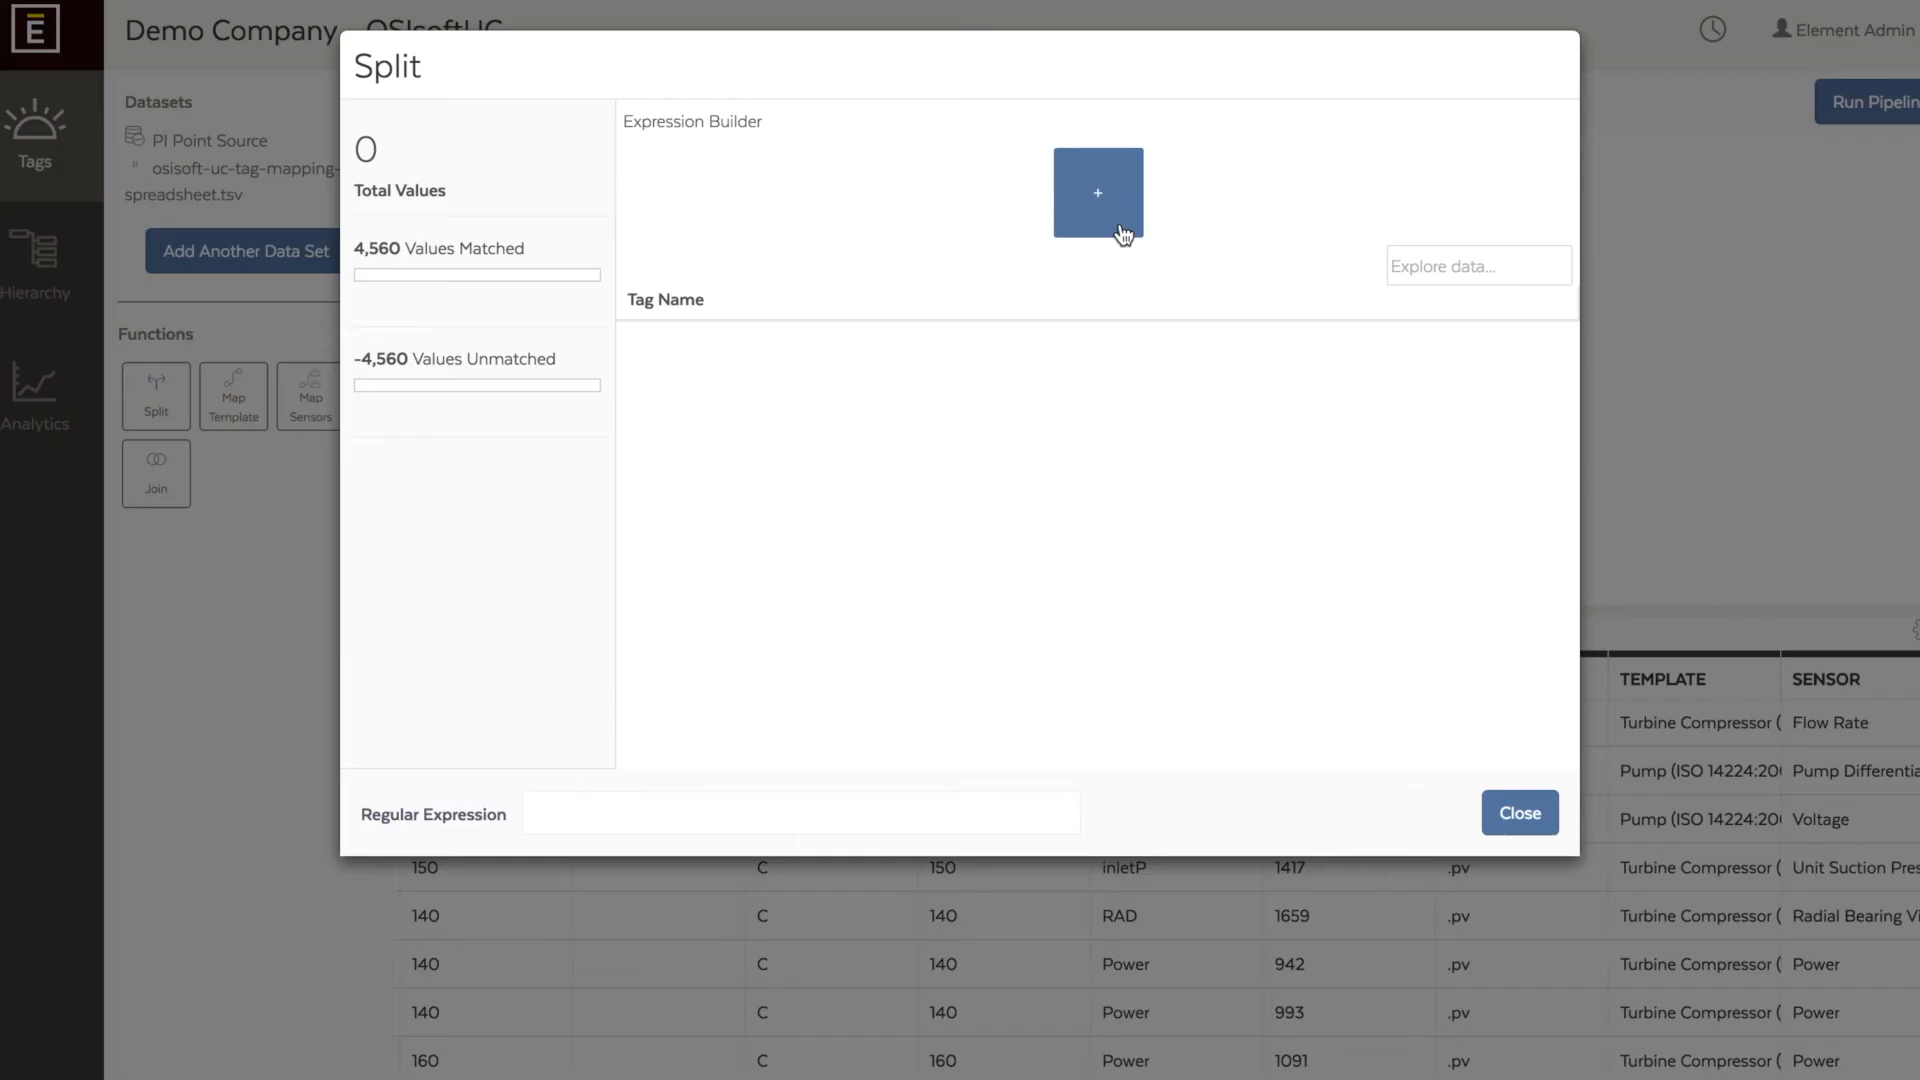 E
Demo Company
OSIsoftUC
Element Admin
Tags
Hierarchy
Analytics
Datasets
PI Point Source
osisoft-uc-tag-mapping-
spreadsheet.tsv
Add Another Data Set
Functions
Split
Map
Template
Map
Sensors
Join
Run Pipelin
Split
0
Total Values
4,560 Values Matched
-4,560 Values Unmatched
Expression Builder
+
Explore data...
Tag Name
Regular Expression
Close
TEMPLATE SENSOR
Turbine Compressor ( Flow Rate
Pump (ISO 14224:20 Pump Differentia
Pump (ISO 14224:20 Voltage
150 C 150 inletP 1417 .pv Turbine Compressor ( Unit Suction Pres
140 C 140 RAD 1659 .pv Turbine Compressor ( Radial Bearing Vi
140 C 140 Power 942 .pv Turbine Compressor ( Power
140 C 140 Power 993 .pv Turbine Compressor ( Power
160 C 160 Power 1091 .pv Turbine Compressor ( Power